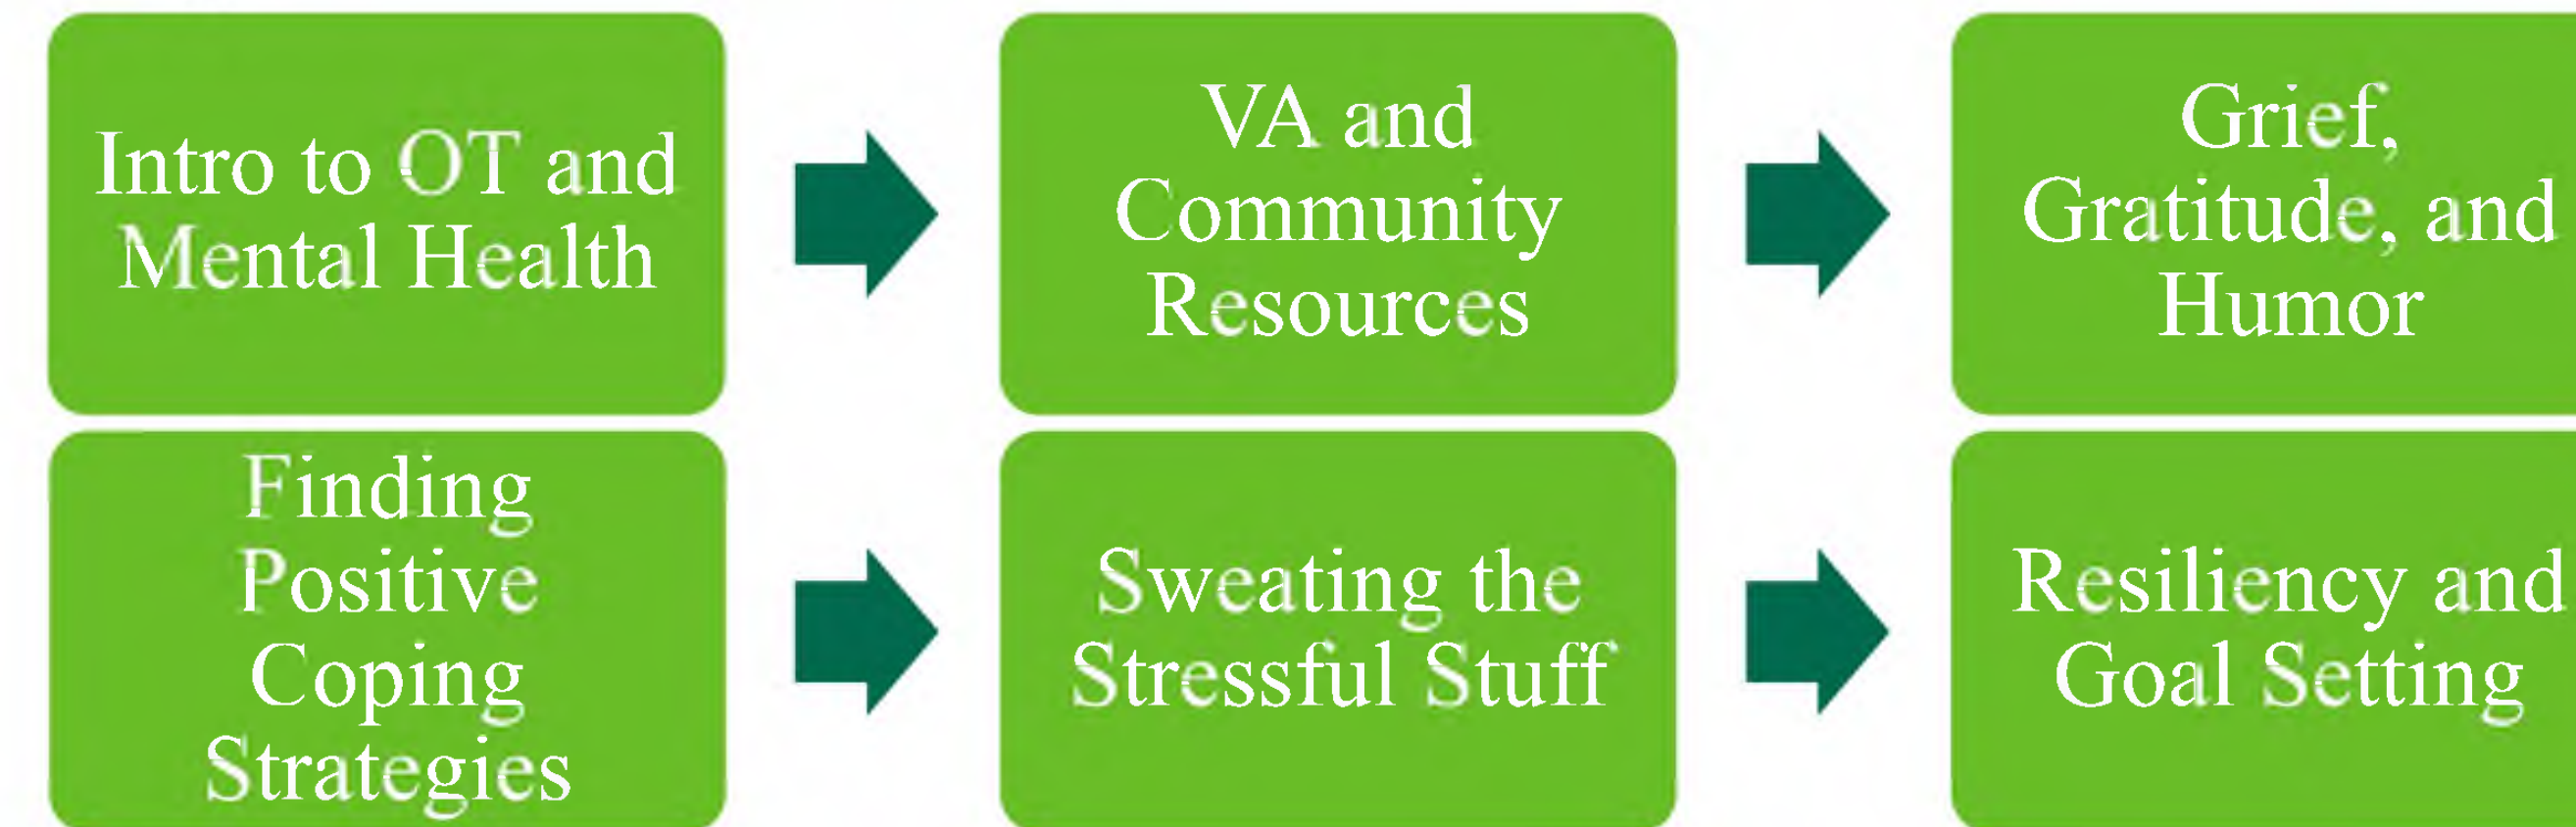 Intro to OT and
Mental Health
VA and
Community
Resources
Grief,
Gratitude, and
Humor
Finding
Positive
Coping
Strategies
Sweating the
Stressful Stuff
Resiliency and
Goal Setting